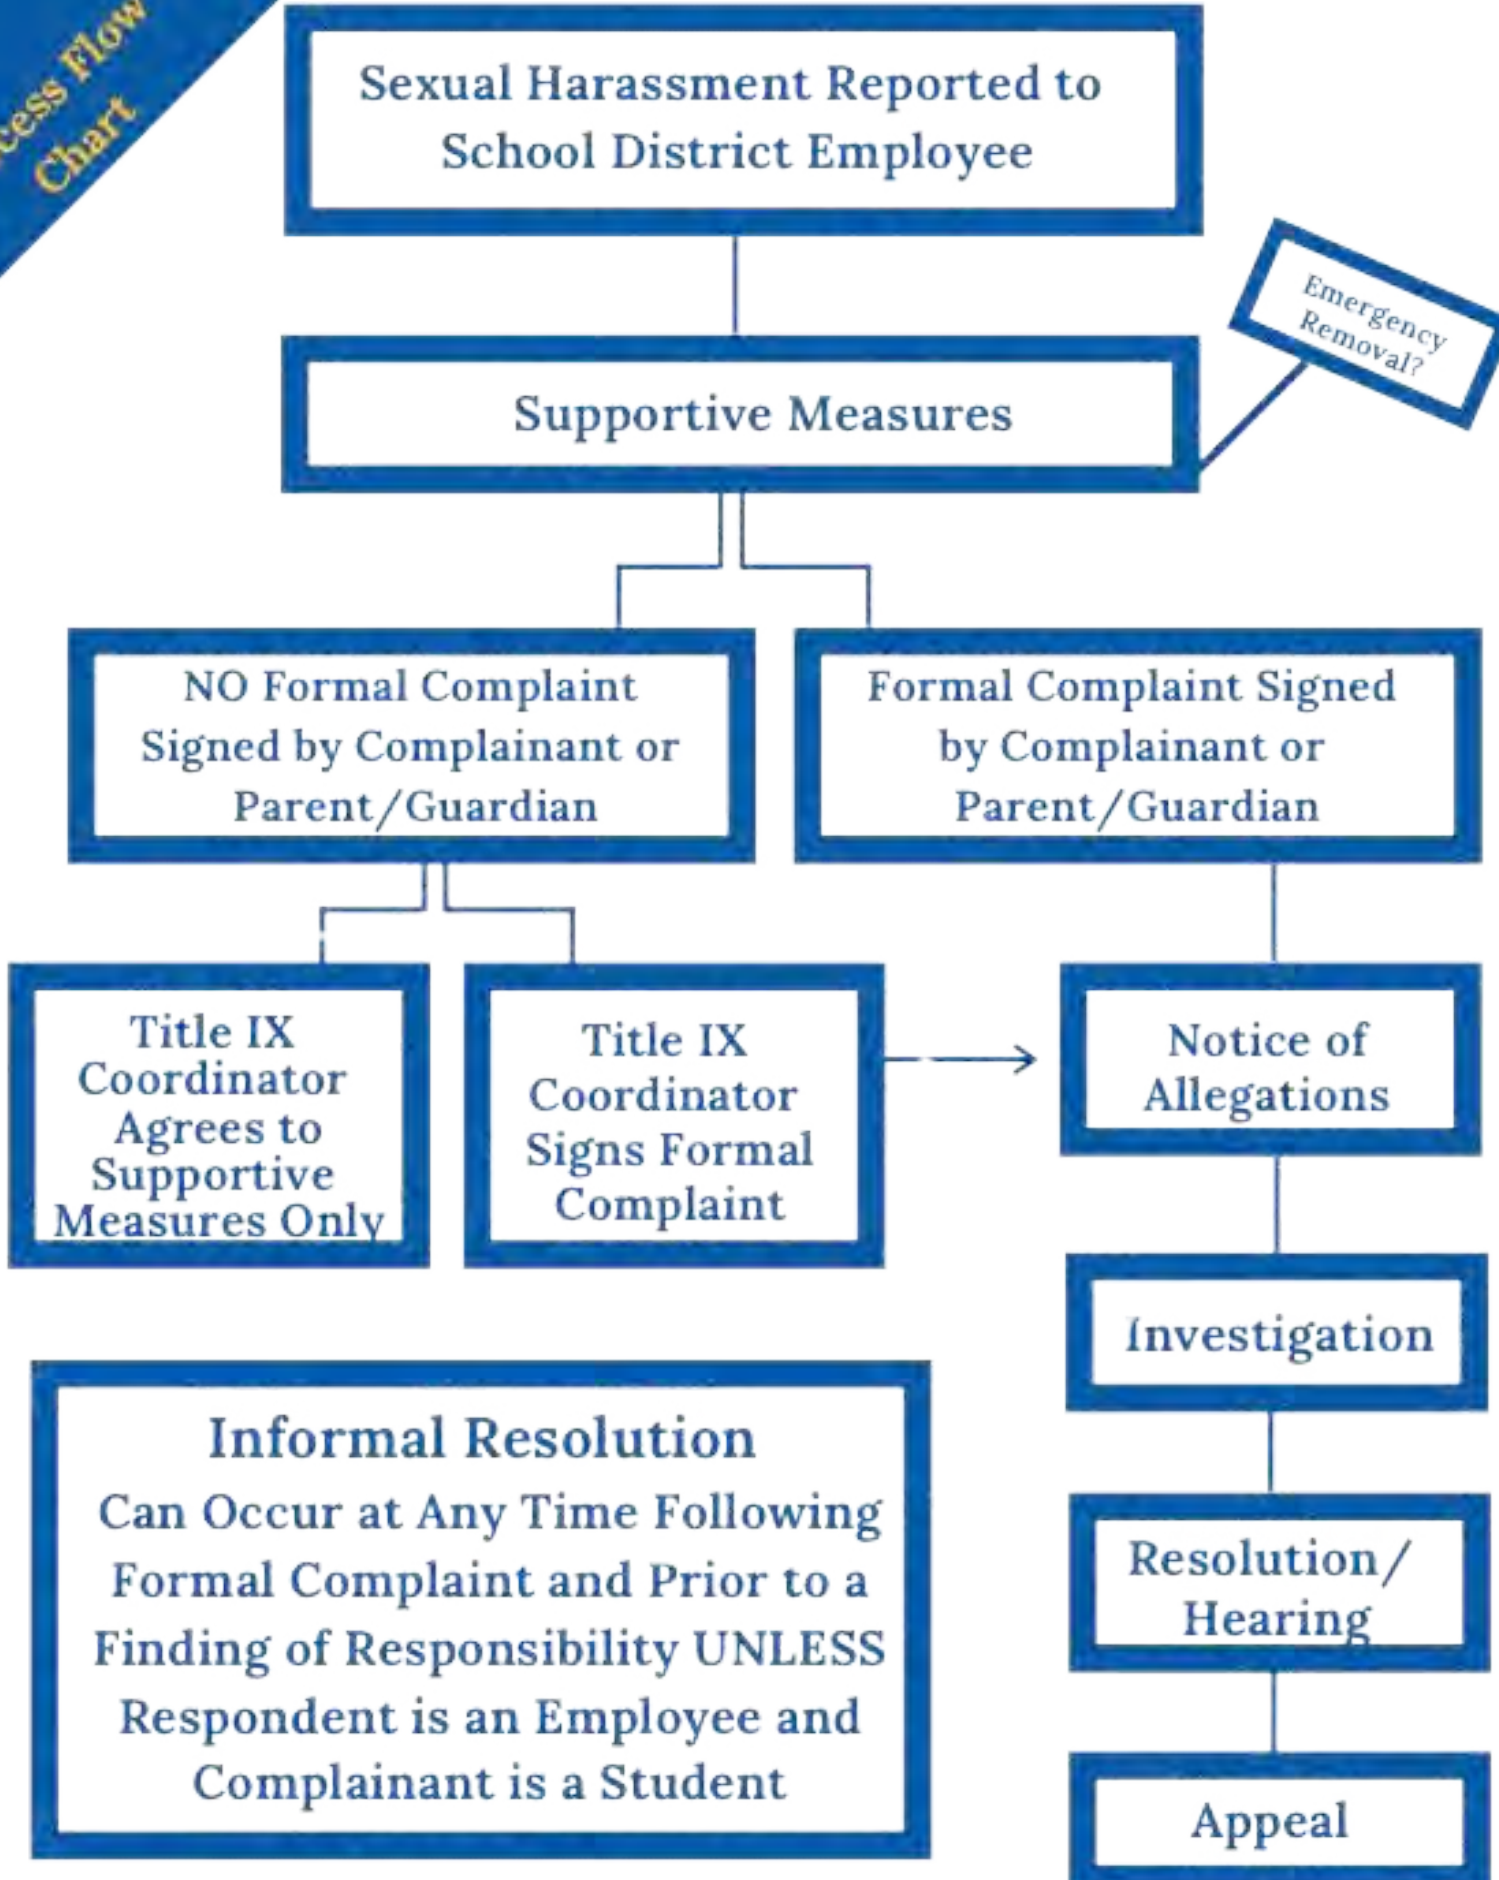 Flow
Chart
Sexual Harassment Reported to
School District Employee
Emergency
Removal?
Supportive Measures
NO Formal Complaint
Signed by Complainant or
Parent/Guardian
Formal Complaint Signed
by Complainant or
Parent/Guardian
Title IX
Coordinator
Agrees to
Supportive
Measures Only
Title IX
Coordinator
Signs Formal
Complaint
Notice of
Allegations
Investigation
Informal Resolution
Can Occur at Any Time Following
Formal Complaint and Prior to a
Finding of Responsibility UNLESS
Respondent is an Employee and
Complainant is a Student
Resolution/
Hearing
Appeal